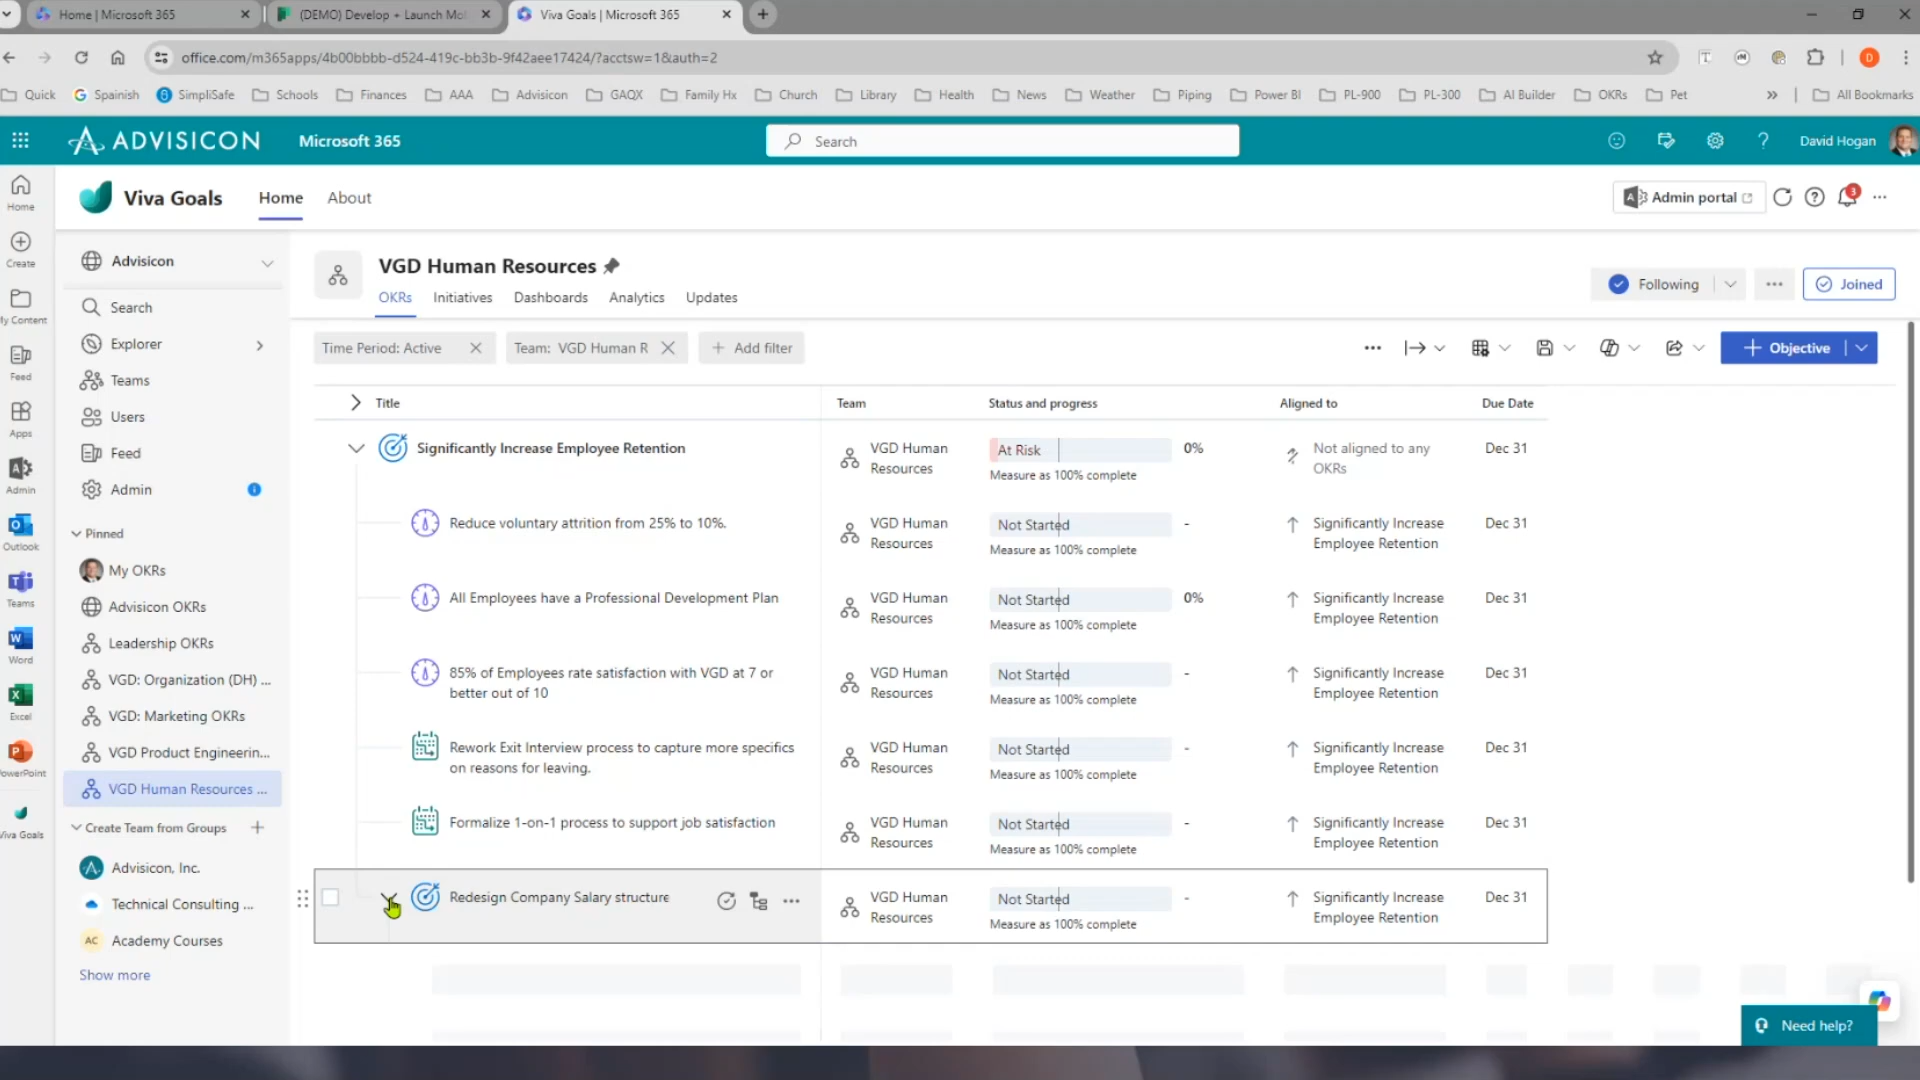 Home | Microsoft 365
(DEMO) Develop + Launch Mo
Viva Goals | Microsoft 365
office.com/m365apps/4b00bbbb-d524-419c-bb3b-9f42aee17424/?acctsw=1&auth=2
D
Quick
Spainish
SimpliSafe
Schools
Finances
AAA
Advisicon
GAQX
Family Hx
Church
Library
Health
News
Weather
Piping
Power BI
PL-900
PL-300
AI Builder
OKRs
Pet
All Bookmarks
ADVISICON
Microsoft 365
Search
David Hogan
Home
Create
My Content
Feed
Apps
Admin
Outlook
Teams
Word
Excel
PowerPoint
Viva Goals
Viva Goals
Home
About
Admin portal
3
Advisicon
Search
Explorer
Teams
Users
Feed
Admin
Pinned
My OKRs
Advisicon OKRs
Leadership OKRs
VGD: Organization (DH) ...
VGD: Marketing OKRs
VGD Product Engineerin...
VGD Human Resources ...
Create Team from Groups
Advisicon, Inc.
Technical Consulting ...
AC
Academy Courses
Show more
VGD Human Resources
OKRs
Initiatives
Dashboards
Analytics
Updates
Following
Joined
Time Period: Active
Team: VGD Human R
Add filter
Objective
Title
Team
Status and progress
Aligned to
Due Date
Significantly Increase Employee Retention
VGD Human
Resources
At Risk
0%
Measure as 100% complete
Not aligned to any
OKRs
Dec 31
Reduce voluntary attrition from 25% to 10%.
VGD Human
Resources
Not Started
-
Measure as 100% complete
Significantly Increase
Employee Retention
Dec 31
All Employees have a Professional Development Plan
VGD Human
Resources
Not Started
0%
Measure as 100% complete
Significantly Increase
Employee Retention
Dec 31
85% of Employees rate satisfaction with VGD at 7 or
better out of 10
VGD Human
Resources
Not Started
-
Measure as 100% complete
Significantly Increase
Employee Retention
Dec 31
Rework Exit Interview process to capture more specifics
on reasons for leaving.
VGD Human
Resources
Not Started
-
Measure as 100% complete
Significantly Increase
Employee Retention
Dec 31
Formalize 1-on-1 process to support job satisfaction
VGD Human
Resources
Not Started
-
Measure as 100% complete
Significantly Increase
Employee Retention
Dec 31
Redesign Company Salary structure
VGD Human
Resources
Not Started
-
Measure as 100% complete
Significantly Increase
Employee Retention
Dec 31
Need help?